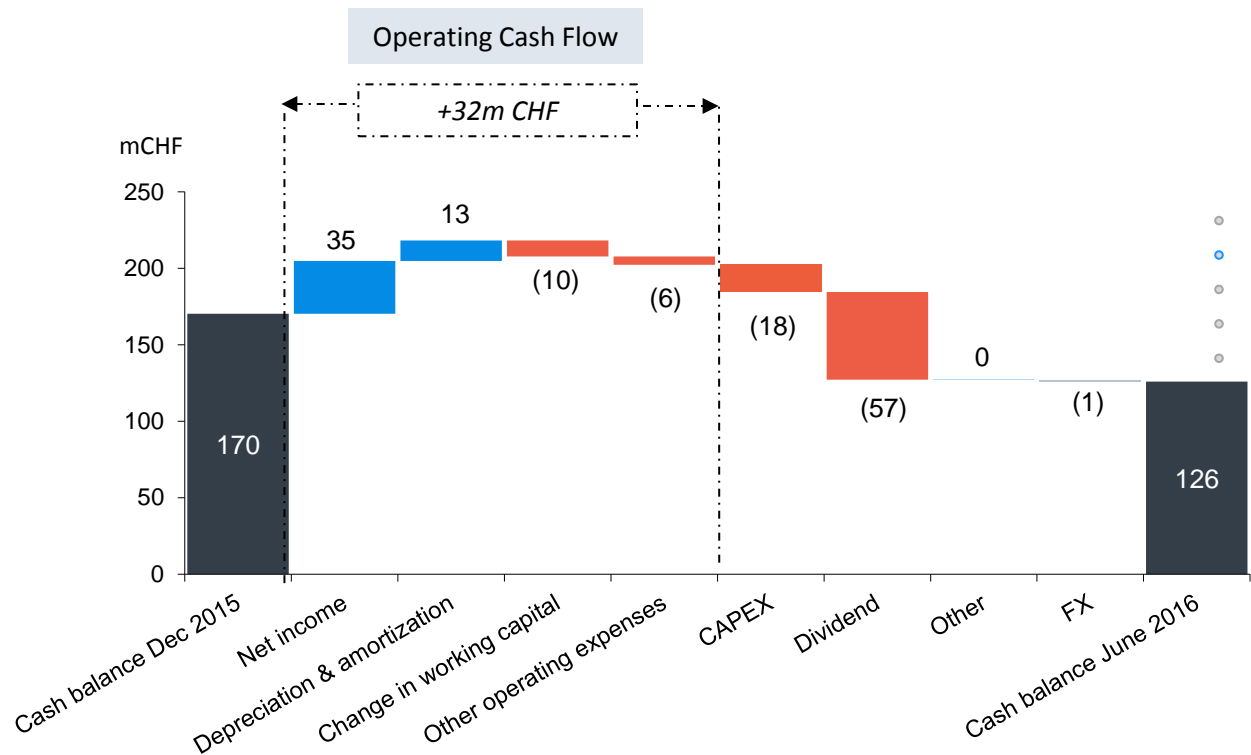 Operating Cash Flow
+32m CHF
mCHF
250
200
150
100
50
0
170
35
13
(10)
(6)
(18)
(57)
0
(1)
126
Cash balance Dec 2015
Net income
Depreciation & amortization
Change in working capital
Other operating expenses
CAPEX
Dividend
Other
FX
Cash balance June 2016